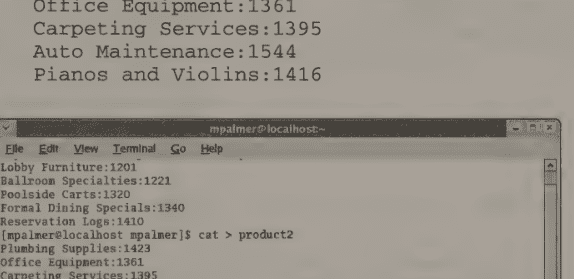 Office Equipment:1361
Carpeting Services:1395
Auto Maintenance:1544
Pianos and Violins:1416
mpalmer@localhost:~
File Edit View Terminal Go Help
Lobby Furniture:1201
Ballroom Specialties:1221
Poolside Carts:1320
Formal Dining Specials:1340
Reservation Logs:1410
[mpalmer@localhost mpalmer]$ cat > product2
Plumbing Supplies:1423
Office Equipment:1361
Carpeting Services:1395